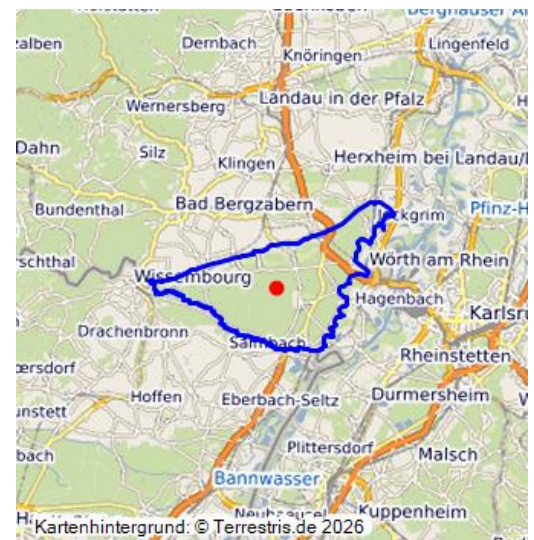 zalben
Dernbach
Knöringen
Lingenfeld
Wernersberg
Landau in der Pfalz
Dahn
Silz
Klingen
Herxheim bei Landau/
Bundenthal
Bad Bergzabern
Pfinz-
Wissembourg
Wörth am Rhein
Hagenbach
Drachenbronn
Salmbach
Karlsru
Rheinstetten
Hoffen
Eberbach-Seltz
Durmersheim
Plittersdorf
Malsch
bach
Bannwasser
Kuppenheim
Kartenhintergrund: © Terrestris.de 2026